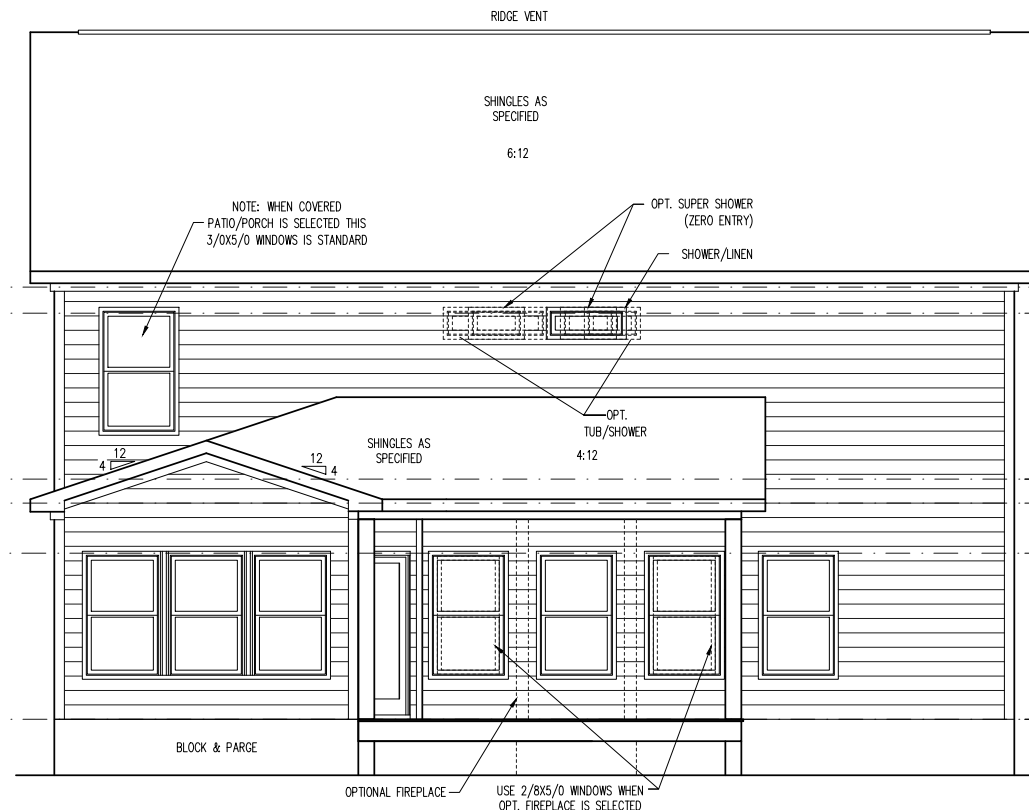 RIDGE VENT
SHINGLES AS
SPECIFIED
6:12
NOTE: WHEN COVERED
PATIO/PORCH IS SELECTED THIS
3/0X5/0 WINDOWS IS STANDARD
OPT. SUPER SHOWER
(ZERO ENTRY)
SHOWER/LINEN
OPT.
TUB/SHOWER
SHINGLES AS
SPECIFIED
4:12
12
4
12
4
BLOCK & PARGE
OPTIONAL FIREPLACE
USE 2/8X5/0 WINDOWS WHEN
OPT. FIREPLACE IS SELECTED